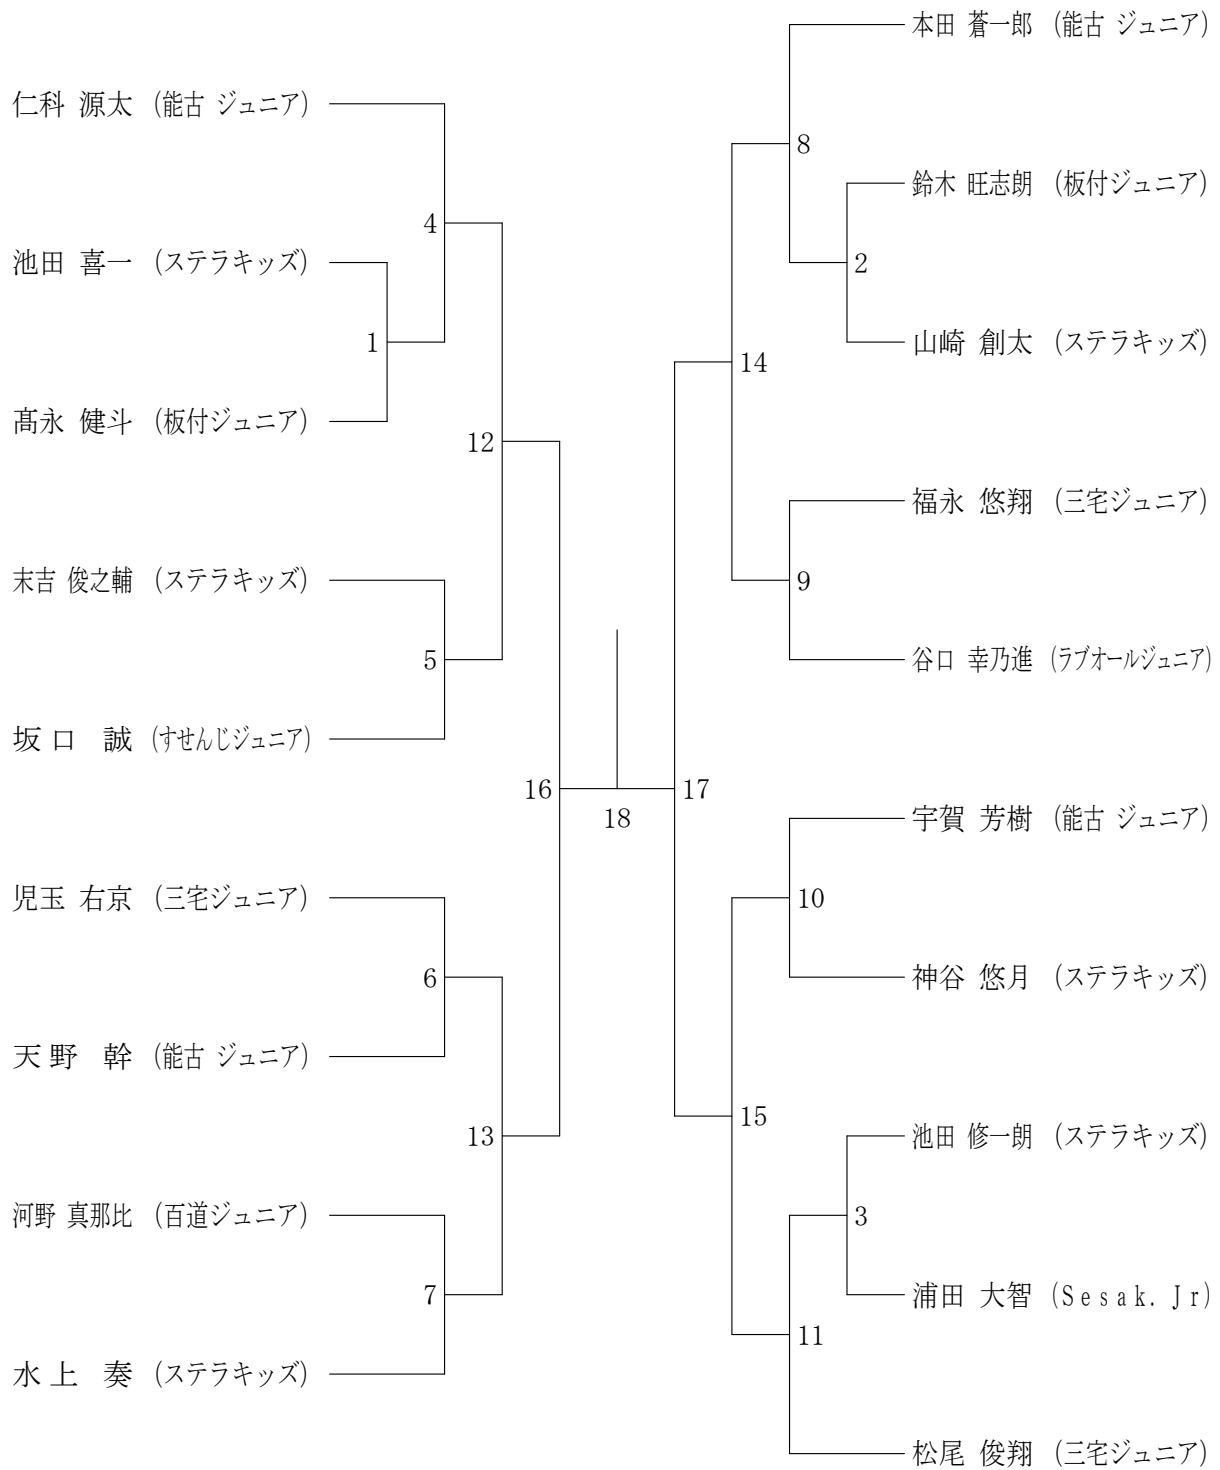 仁科 源太 (能古 ジュニア)
池田 喜一 (ステラキッズ)
髙永 健斗 (板付ジュニア)
末吉 俊之輔 (ステラキッズ)
坂口 誠 (すせんじジュニア)
児玉 右京 (三宅ジュニア)
天野 幹 (能古 ジュニア)
河野 真那比 (百道ジュニア)
水上 奏 (ステラキッズ)
4
1
12
5
16
6
13
7
18
本田 蒼一郎 (能古 ジュニア)
鈴木 旺志朗 (板付ジュニア)
山崎 創太 (ステラキッズ)
福永 悠翔 (三宅ジュニア)
谷口 幸乃進 (ラブオールジュニア)
宇賀 芳樹 (能古 ジュニア)
神谷 悠月 (ステラキッズ)
池田 修一朗 (ステラキッズ)
浦田 大智 (Sesak. Jr)
松尾 俊翔 (三宅ジュニア)
8
2
14
9
17
10
15
3
11